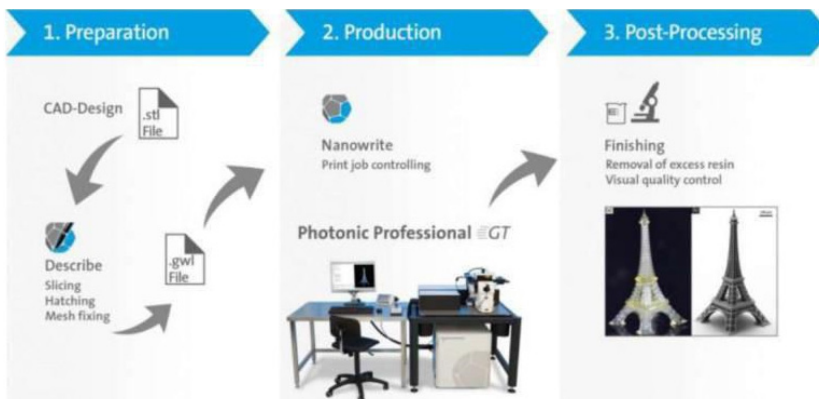 1. Preparation
CAD-Design
.stl
File
Describe
Slicing
Hatching
Mesh fixing
.gwl
File
2. Production
Nanowrite
Print job controlling
Photonic Professional GT
3. Post-Processing
Finishing
Removal of excess resin
Visual quality control